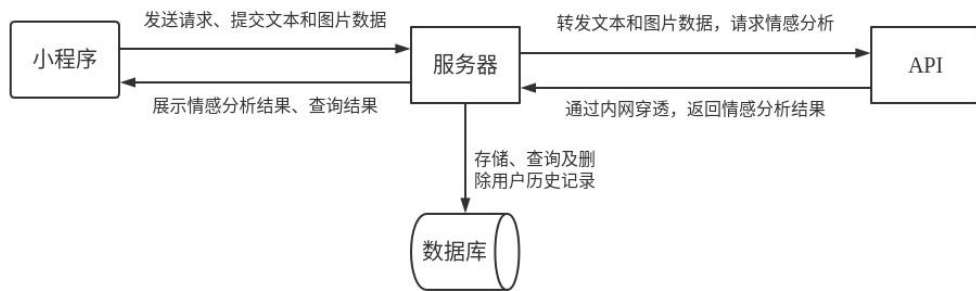 发送请求、提交文本和图片数据
转发文本和图片数据，请求情感分析
小程序
服务器
API
展示情感分析结果、查询结果
通过内网穿透，返回情感分析结果
存储、查询及删
除用户历史记录
数据库